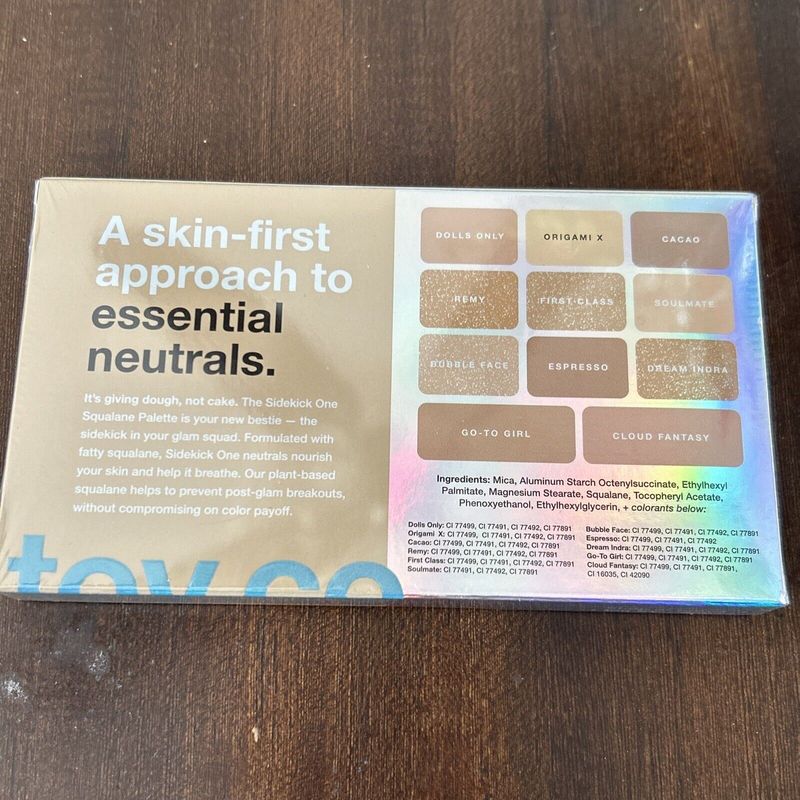 A skin-first
approach to
essential
neutrals.
It's giving dough, not cake. The Sidekick One
Squalane Palette is your new bestie — the
sidekick in your glam squad. Formulated with
fatty squalane, Sidekick One neutrals nourish
your skin and help it breathe. Our plant-based
squalane helps to prevent post-glam breakouts,
without compromising on color payoff.
toy co
DOLLS ONLY
ORIGAMI X
CACAO
REMY
FIRST CLASS
SOULMATE
BUBBLE FACE
ESPRESSO
DREAM INDRA
GO-TO GIRL
CLOUD FANTASY
Ingredients: Mica, Aluminum Starch Octenylsuccinate, Ethylhexyl
Palmitate, Magnesium Stearate, Squalane, Tocopheryl Acetate,
Phenoxyethanol, Ethylhexylglycerin, + colorants below:
Dolls Only: CI 77499, CI 77491, CI 77492, CI 77891
Origami X: CI 77499, CI 77491, CI 77492, CI 77891
Cacao: CI 77499, CI 77491, CI 77492, CI 77891
Remy: CI 77499, CI 77491, CI 77492, CI 77891
First Class: CI 77499, CI 77491, CI 77492, CI 77891
Soulmate: CI 77491, CI 77492, CI 77891
Bubble Face: CI 77499, CI 77491, CI 77492, CI 77891
Espresso: CI 77499, CI 77491, CI 77492
Dream Indra: CI 77499, CI 77491, CI 77492, CI 77891
Go-To Girl: CI 77499, CI 77491, CI 77492, CI 77891
Cloud Fantasy: CI 77499, CI 77491, CI 77891,
CI 16035, CI 42090